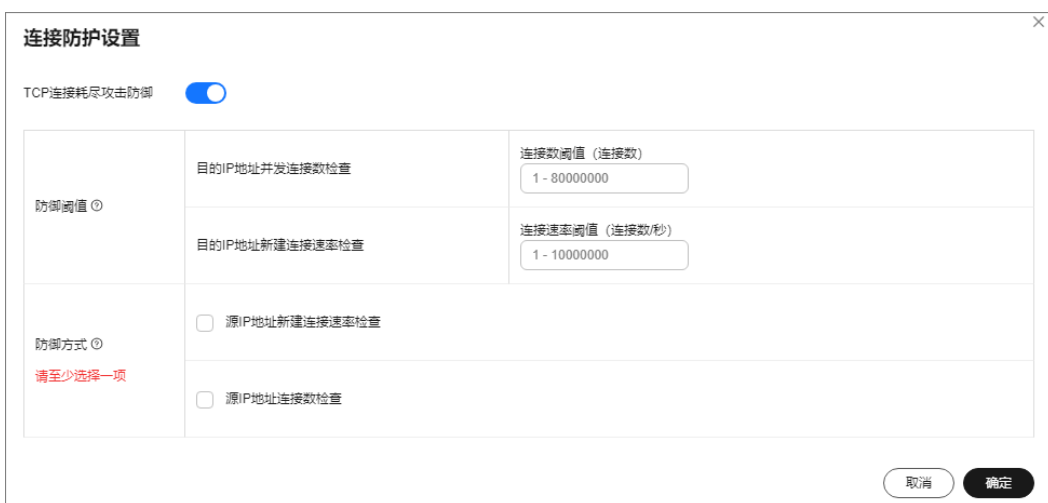 连接防护设置
TCP连接耗尽攻击防御
防御阈值
目的IP地址并发连接数检查
连接数阈值（连接数）
1 - 80000000
目的IP地址新建连接速率检查
连接速率阈值（连接数/秒）
1 - 10000000
防御方式
请至少选择一项
源IP地址新建连接速率检查
源IP地址连接数检查
取消
确定